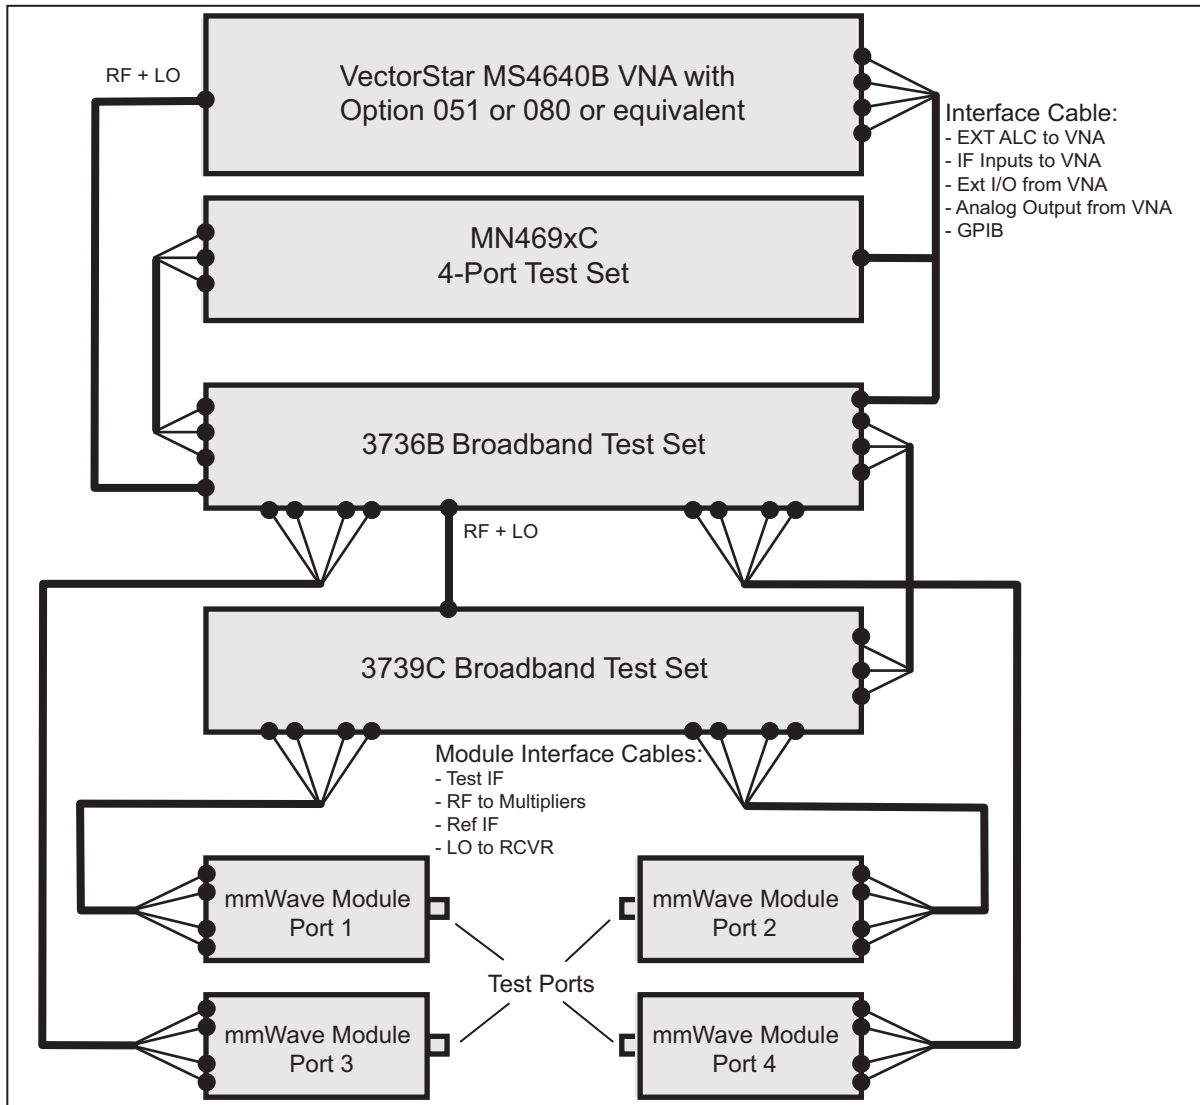 RF + LO
VectorStar MS4640B VNA with
Option 051 or 080 or equivalent
Interface Cable:
- EXT ALC to VNA
- IF Inputs to VNA
- Ext I/O from VNA
- Analog Output from VNA
- GPIB
MN469xC
4-Port Test Set
3736B Broadband Test Set
RF + LO
3739C Broadband Test Set
Module Interface Cables:
- Test IF
- RF to Multipliers
- Ref IF
- LO to RCVR
mmWave Module
Port 1
mmWave Module
Port 2
Test Ports
mmWave Module
Port 3
mmWave Module
Port 4